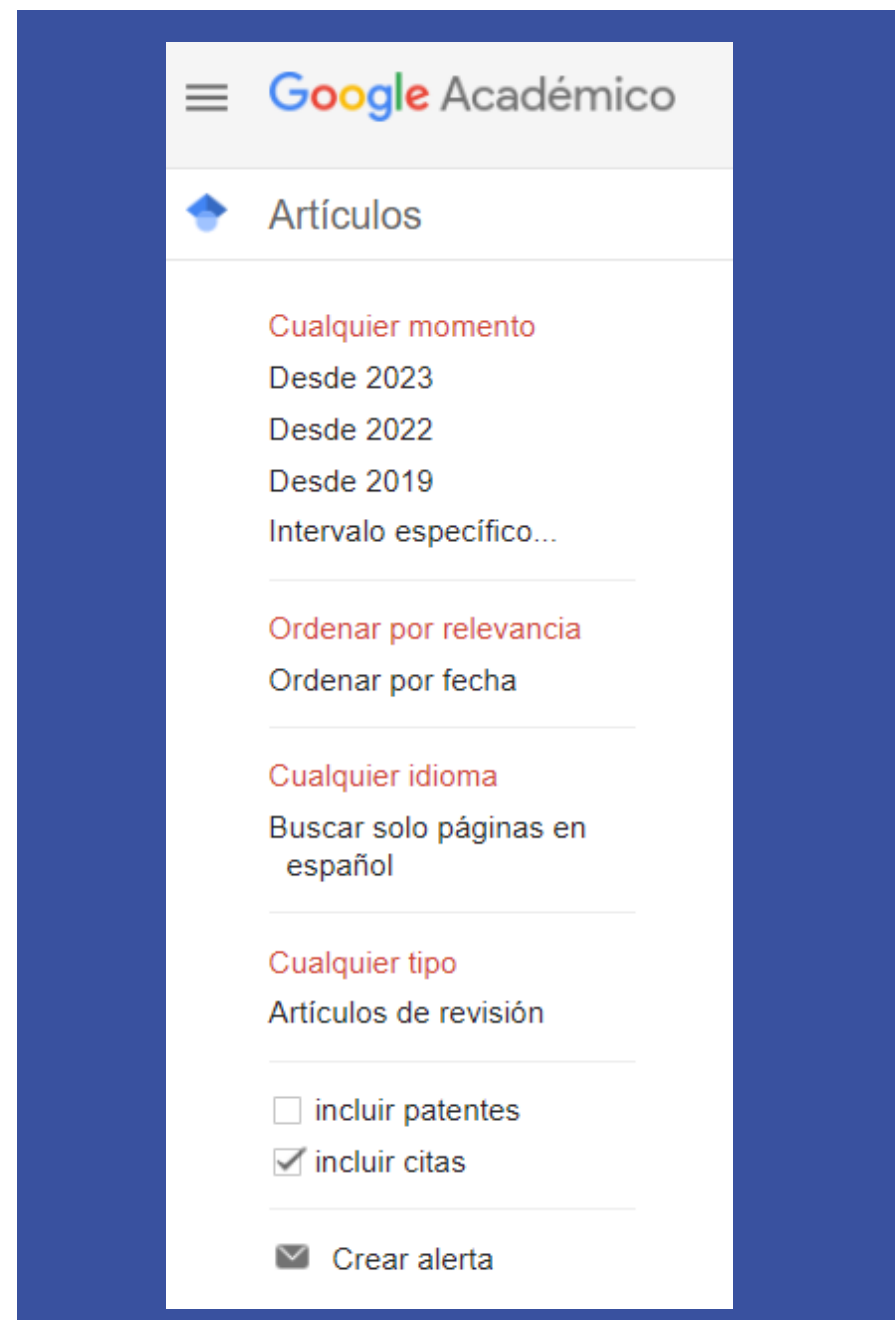 Google Académico
Artículos
Cualquier momento
Desde 2023
Desde 2022
Desde 2019
Intervalo específico...
Ordenar por relevancia
Ordenar por fecha
Cualquier idioma
Buscar solo páginas en
español
Cualquier tipo
Artículos de revisión
incluir patentes
incluir citas
Crear alerta